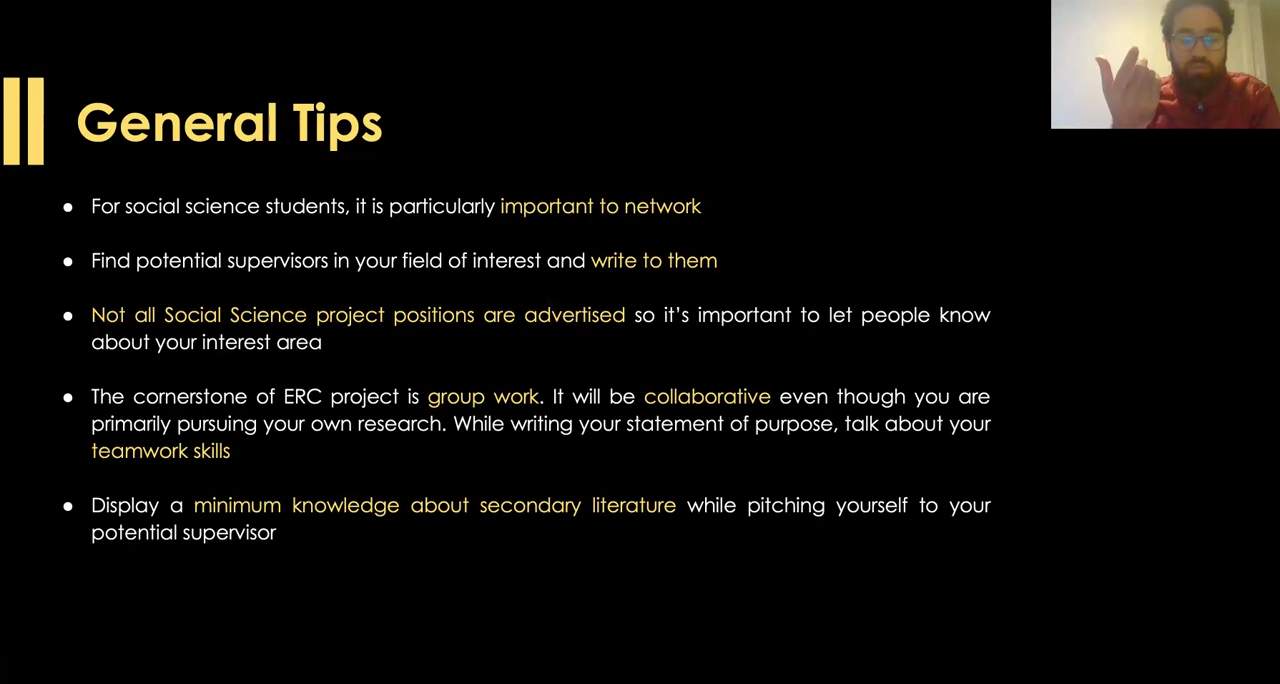 General Tips
● For social science students, it is particularly important to network
● Find potential supervisors in your field of interest and write to them
● Not all Social Science project positions are advertised so it's important to let people know
about your interest area
● The cornerstone of ERC project is group work. It will be collaborative even though you are
primarily pursuing your own research. While writing your statement of purpose, talk about your
teamwork skills
● Display a minimum knowledge about secondary literature while pitching yourself to your
potential supervisor